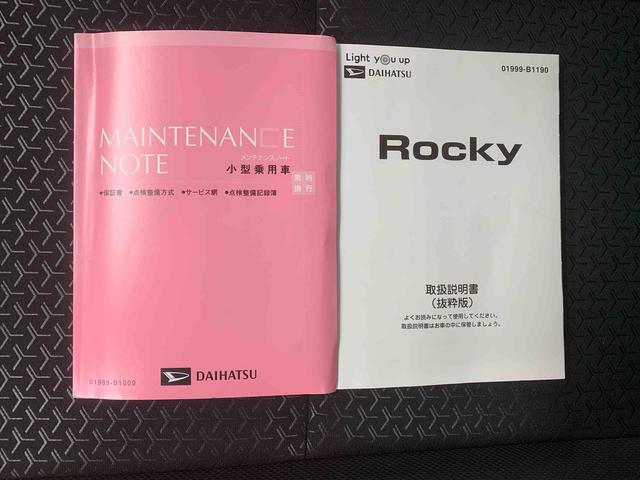 MAINTENANCE
NOTE
メンテナンスノート
小型乗用車
常時
携行
●保証書 ●点検整備方式 ●サービス網 ●点検整備記録簿
01989-B1009
DAIHATSU
Light you up
DAIHATSU
01999-B1190
Rocky
取扱説明書
（抜粋版）
よくお読みになって使用してください。
取扱説明書はお車の中に保管しましょう。